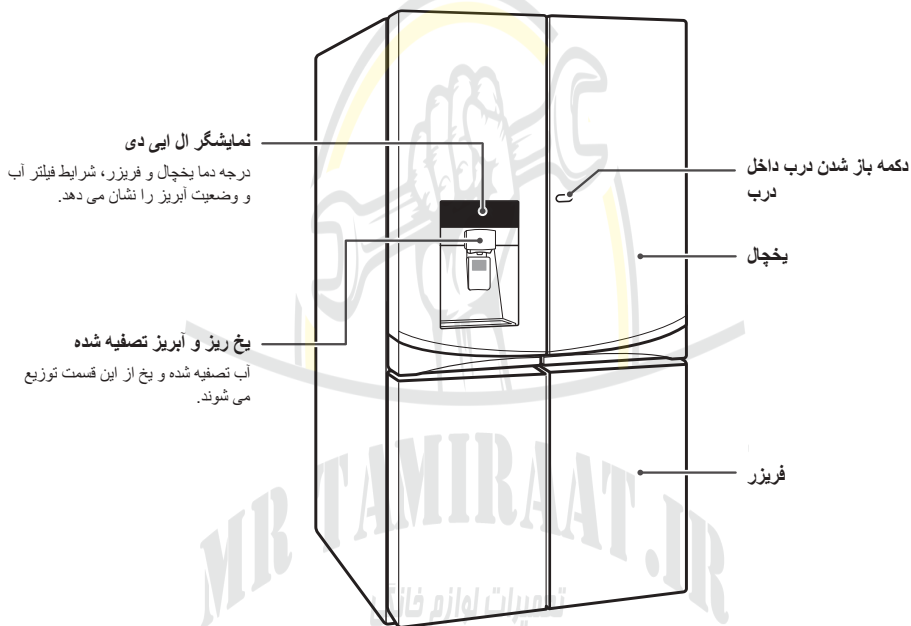 نمایشگر ال ایی دی
درجه دما یخچال و فریزر، شرایط فیلتر آب
و وضعیت آبریز را نشان می دهد.
دکمه باز شدن درب داخل
درب
یخچال
یخ ریز و آبریز تصفیه شده
آب تصفیه شده و یخ از این قسمت توزیع
می شوند.
فریزر
MR TAMIRAAT.IR
تعمیرات لوازم خانگی